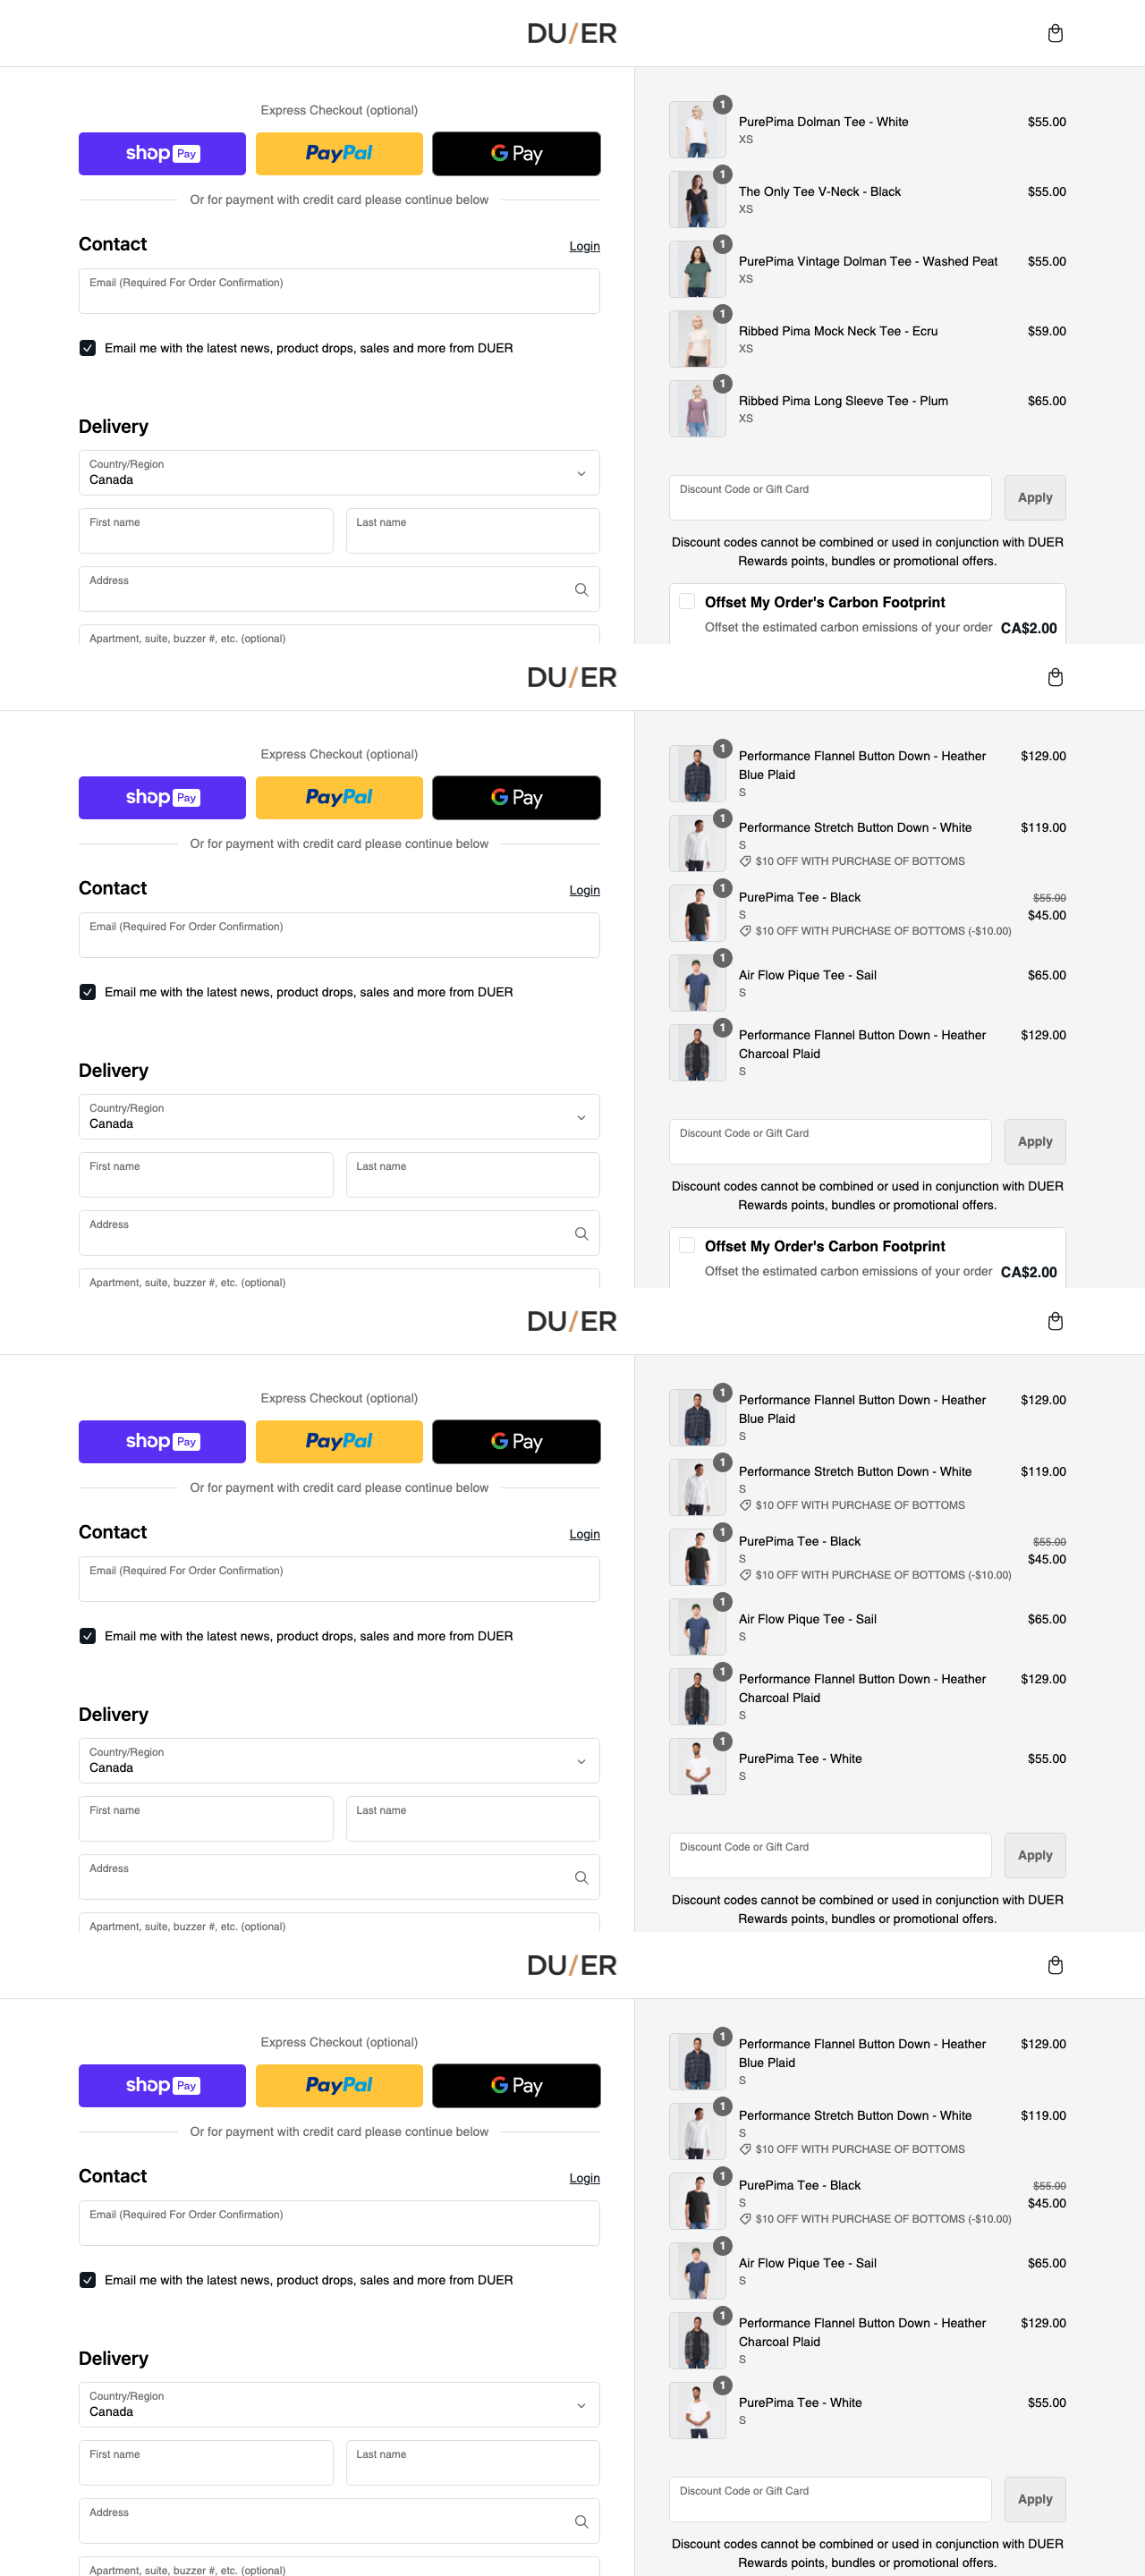 DU/ER
Express Checkout (optional)
shop Pay
PayPal
G Pay
Or for payment with credit card please continue below
Contact
Login
Email (Required For Order Confirmation)
Email me with the latest news, product drops, sales and more from DUER
Delivery
Country/Region
Canada
First name
Last name
Address
Apartment, suite, buzzer #, etc. (optional)
1
PurePima Dolman Tee - White
$55.00
XS
1
The Only Tee V-Neck - Black
$55.00
XS
1
PurePima Vintage Dolman Tee - Washed Peat
$55.00
XS
1
Ribbed Pima Mock Neck Tee - Ecru
$59.00
XS
1
Ribbed Pima Long Sleeve Tee - Plum
$65.00
XS
Discount Code or Gift Card
Apply
Discount codes cannot be combined or used in conjunction with DUER
Rewards points, bundles or promotional offers.
Offset My Order's Carbon Footprint
Offset the estimated carbon emissions of your order
CA$2.00
DU/ER
Express Checkout (optional)
shop Pay
PayPal
G Pay
Or for payment with credit card please continue below
Contact
Login
Email (Required For Order Confirmation)
Email me with the latest news, product drops, sales and more from DUER
Delivery
Country/Region
Canada
First name
Last name
Address
Apartment, suite, buzzer #, etc. (optional)
1
Performance Flannel Button Down - Heather
Blue Plaid
$129.00
S
1
Performance Stretch Button Down - White
$119.00
S
$10 OFF WITH PURCHASE OF BOTTOMS
1
PurePima Tee - Black
$55.00
S
$45.00
$10 OFF WITH PURCHASE OF BOTTOMS (-$10.00)
1
Air Flow Pique Tee - Sail
$65.00
S
1
Performance Flannel Button Down - Heather
Charcoal Plaid
$129.00
S
Discount Code or Gift Card
Apply
Discount codes cannot be combined or used in conjunction with DUER
Rewards points, bundles or promotional offers.
Offset My Order's Carbon Footprint
Offset the estimated carbon emissions of your order
CA$2.00
DU/ER
Express Checkout (optional)
shop Pay
PayPal
G Pay
Or for payment with credit card please continue below
Contact
Login
Email (Required For Order Confirmation)
Email me with the latest news, product drops, sales and more from DUER
Delivery
Country/Region
Canada
First name
Last name
Address
Apartment, suite, buzzer #, etc. (optional)
1
Performance Flannel Button Down - Heather
Blue Plaid
$129.00
S
1
Performance Stretch Button Down - White
$119.00
S
$10 OFF WITH PURCHASE OF BOTTOMS
1
PurePima Tee - Black
$55.00
S
$45.00
$10 OFF WITH PURCHASE OF BOTTOMS (-$10.00)
1
Air Flow Pique Tee - Sail
$65.00
S
1
Performance Flannel Button Down - Heather
Charcoal Plaid
$129.00
S
1
PurePima Tee - White
$55.00
S
Discount Code or Gift Card
Apply
Discount codes cannot be combined or used in conjunction with DUER
Rewards points, bundles or promotional offers.
DU/ER
Express Checkout (optional)
shop Pay
PayPal
G Pay
Or for payment with credit card please continue below
Contact
Login
Email (Required For Order Confirmation)
Email me with the latest news, product drops, sales and more from DUER
Delivery
Country/Region
Canada
First name
Last name
Address
Apartment, suite, buzzer #, etc. (optional)
1
Performance Flannel Button Down - Heather
Blue Plaid
$129.00
S
1
Performance Stretch Button Down - White
$119.00
S
$10 OFF WITH PURCHASE OF BOTTOMS
1
PurePima Tee - Black
$55.00
S
$45.00
$10 OFF WITH PURCHASE OF BOTTOMS (-$10.00)
1
Air Flow Pique Tee - Sail
$65.00
S
1
Performance Flannel Button Down - Heather
Charcoal Plaid
$129.00
S
1
PurePima Tee - White
$55.00
S
Discount Code or Gift Card
Apply
Discount codes cannot be combined or used in conjunction with DUER
Rewards points, bundles or promotional offers.